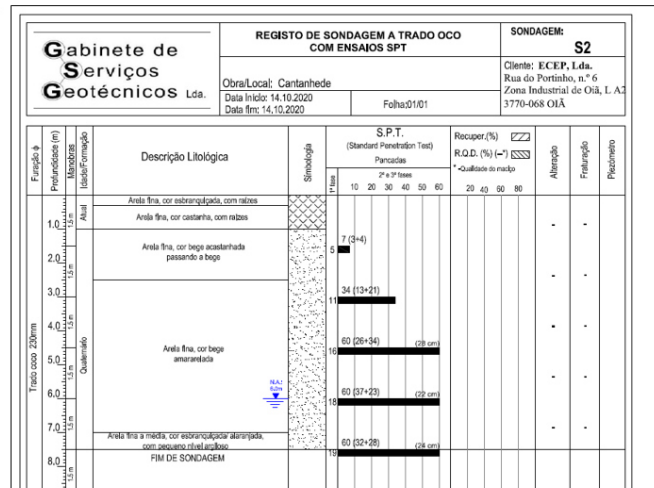 Gabinete de
Serviços
Geotécnicos Lda.
REGISTO DE SONDAGEM A TRADO OCO
COM ENSAIOS SPT
Obra/Local: Cantanhede
Data Início: 14.10.2020
Data fim: 14.10.2020
Folha:01/01
SONDAGEM:
S2
Cliente: ECEP, Lda.
Rua do Portinho, n.º 6
Zona Industrial de Oiã, L A2
3770-068 OIÃ
Furação ϕ
Profundidade (m)
Manobras
Idade/Formação
Descrição Litológica
Simbologia
S.P.T.
(Standard Penetration Test)
Pancadas
1ª fase
2ª e 3ª fases
10 20 30 40 50 60
Recuper.(%)
R.Q.D. (%) (–*)
* -Qualidade do maciço
20 40 60 80
Alteração
Fraturação
Piezómetro
Trado coco 230mm
1.0
2.0
3.0
4.0
5.0
6.0
7.0
8.0
1,5 m
1,5 m
1,5 m
1,5 m
1,5 m
1,5 m
Atual
Quaternário
Areia fina, cor esbranquiçada, com raízes
Areia fina, cor castanha, com raízes
Areia fina, cor bege acastanhada
passando a bege
Areia fina, cor bege
amararelada
N.A.:
6,2m
Areia fina a média, cor esbranquiçada/ alaranjada,
com pequeno nível argiloso
FIM DE SONDAGEM
5
7 (3+4)
11
34 (13+21)
16
60 (26+34)
(28 cm)
18
60 (37+23)
(22 cm)
19
60 (32+28)
(24 cm)
- -
- -
- -
- -
- -